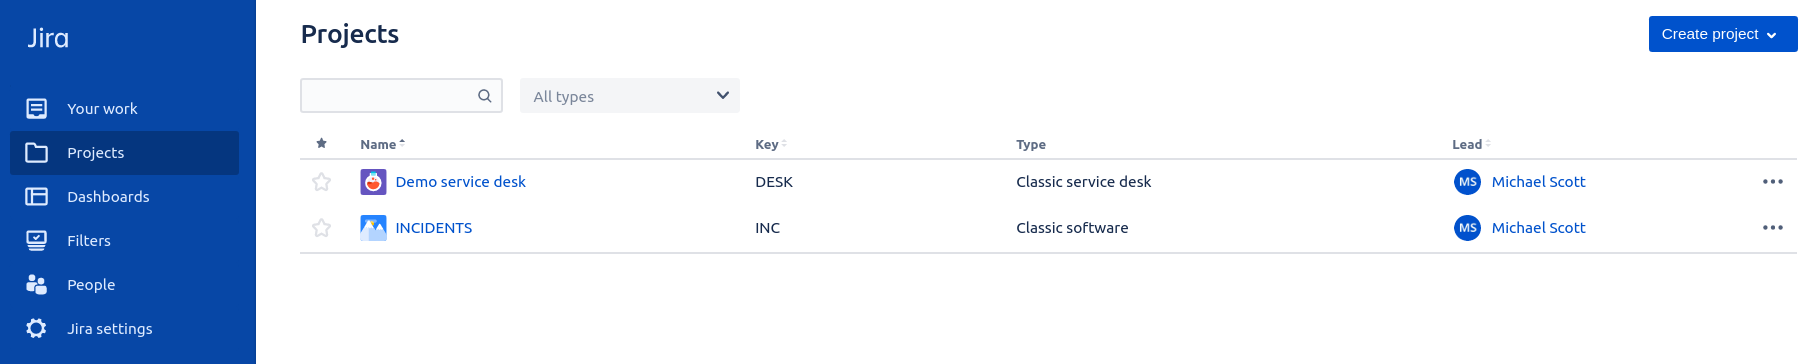 Jira
Your work
Projects
Dashboards
Filters
People
Jira settings
Projects
Create project
All types
Name Key Type Lead
Demo service desk DESK Classic service desk MS Michael Scott
INCIDENTS INC Classic software MS Michael Scott